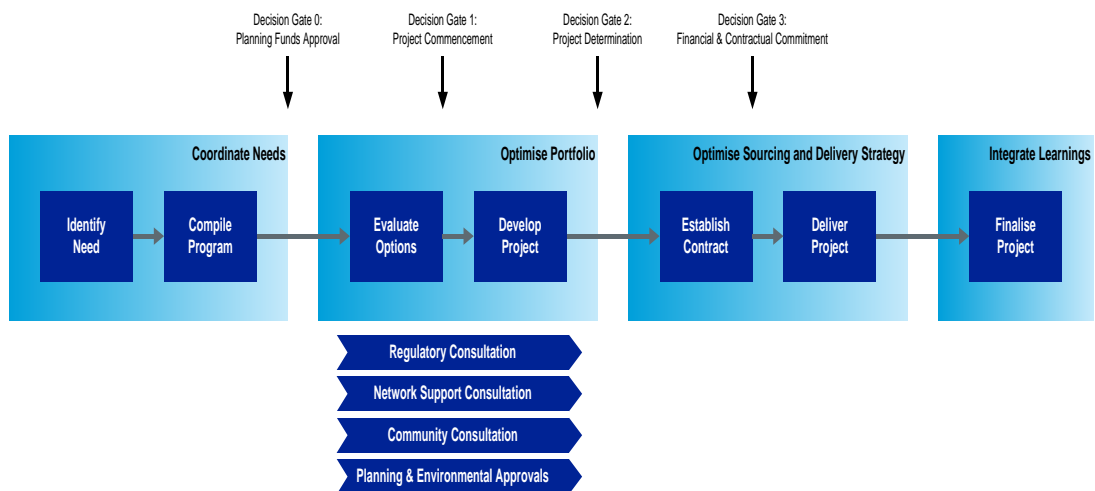 Decision Gate 0:
Planning Funds Approval
Decision Gate 1:
Project Commencement
Decision Gate 2:
Project Determination
Decision Gate 3:
Financial & Contractual Commitment
Coordinate Needs
Identify
Need
Compile
Program
Optimise Portfolio
Evaluate
Options
Develop
Project
Optimise Sourcing and Delivery Strategy
Establish
Contract
Deliver
Project
Integrate Learnings
Finalise
Project
Regulatory Consultation
Network Support Consultation
Community Consultation
Planning & Environmental Approvals